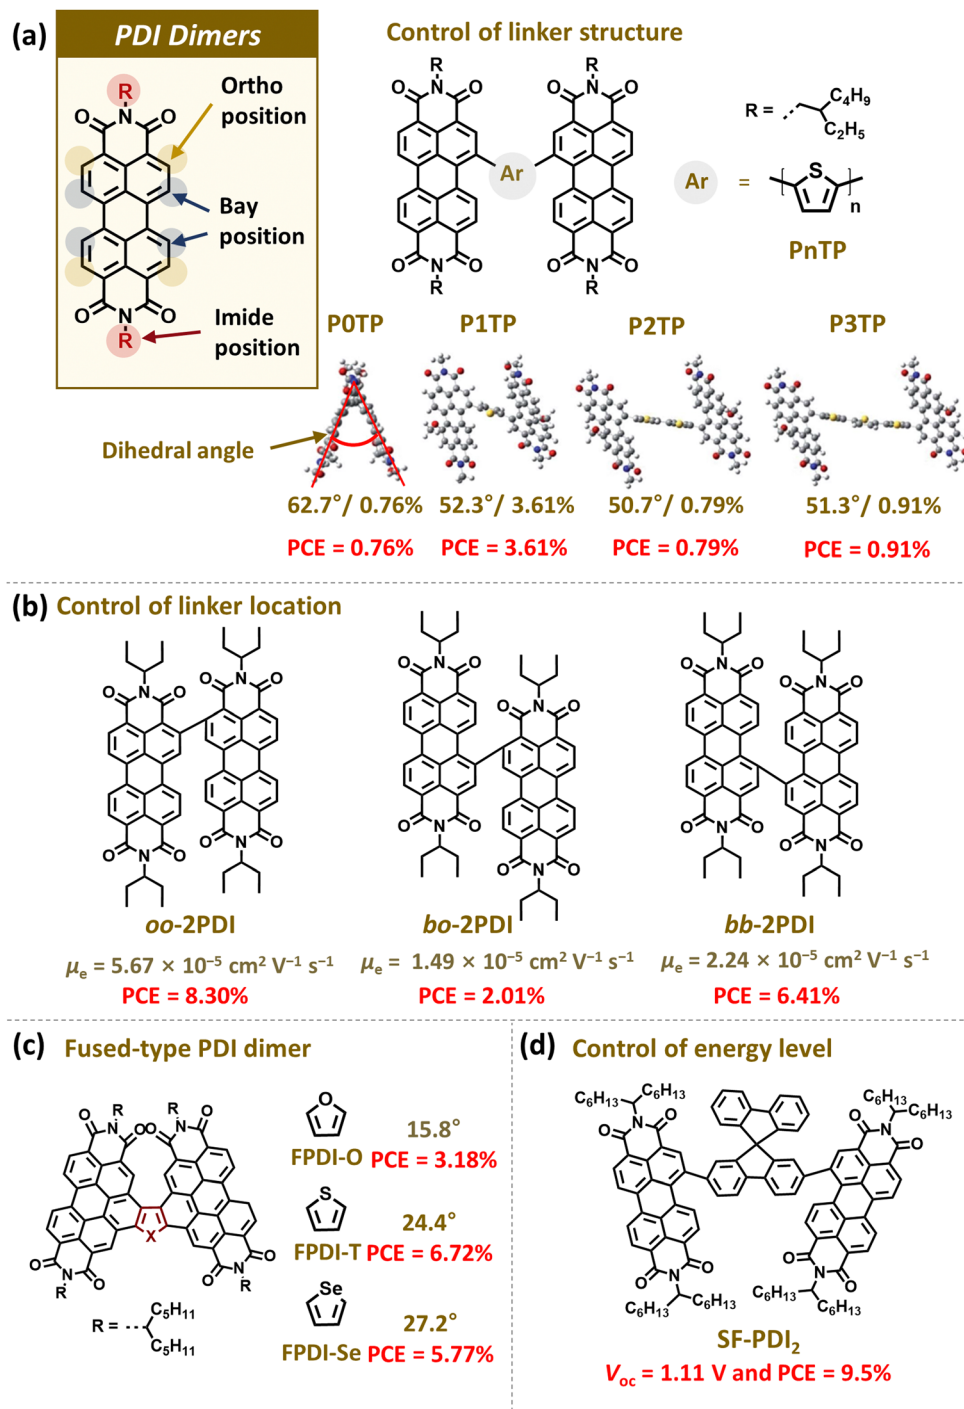 (a)
PDI Dimers
R
O N O
Ortho
position
Bay
position
O N O
R
Imide
position
Control of linker structure
R R
O N O O N O
Ar
O N O O N O
R R
R = C4H9
C2H5
Ar = S n
PnTP
P0TP P1TP P2TP P3TP
Dihedral angle
62.7°/ 0.76% 52.3°/ 3.61% 50.7°/ 0.79% 51.3°/ 0.91%
PCE = 0.76% PCE = 3.61% PCE = 0.79% PCE = 0.91%
(b) Control of linker location
O N O O N O O N O O N O O N O O N O
O N O O N O O N O O N O O N O O N O
oo-2PDI bo-2PDI bb-2PDI
μe = 5.67 × 10⁻⁵ cm² V⁻¹ s⁻¹ μe = 1.49 × 10⁻⁵ cm² V⁻¹ s⁻¹ μe = 2.24 × 10⁻⁵ cm² V⁻¹ s⁻¹
PCE = 8.30% PCE = 2.01% PCE = 6.41%
(c) Fused-type PDI dimer
R R
O N O O N O
X
O N O O N O
R R
R = C5H11
C5H11
O
15.8°
FPDI-O PCE = 3.18%
S
24.4°
FPDI-T PCE = 6.72%
Se
27.2°
FPDI-Se PCE = 5.77%
(d) Control of energy level
C6H13 C6H13 C6H13 C6H13
O N O O N O
O N O O N O
C6H13 C6H13 C6H13 C6H13
SF-PDI2
Voc = 1.11 V and PCE = 9.5%